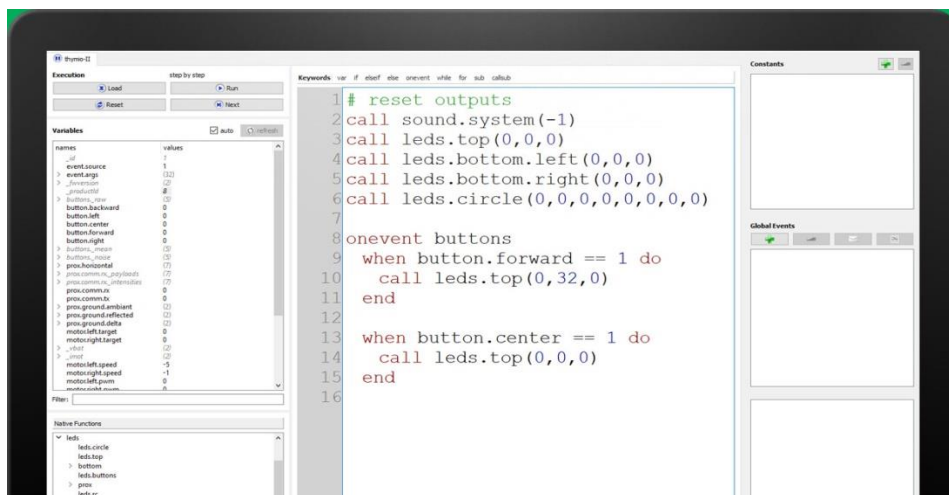 thymio-II
Execution
step by step
Load
Run
Reset
Next
Variables
auto
refresh
names values
_id 1
event.source 1
event.args (32)
_fwversion (2)
_productId 8
buttons._raw (5)
button.backward 0
button.left 0
button.center 0
button.forward 0
button.right 0
buttons._mean (5)
buttons._noise (5)
prox.horizontal (7)
prox.comm.rx._payloads (7)
prox.comm.rx._intensities (7)
prox.comm.rx 0
prox.comm.tx 0
prox.ground.ambiant (2)
prox.ground.reflected (2)
prox.ground.delta (2)
motor.left.target 0
motor.right.target 0
_vbat (2)
_imot (2)
motor.left.speed -5
motor.right.speed -1
motor.left.pwm 0
motor.right.pwm 0
Filter:
Native Functions
leds
leds.circle
leds.top
bottom
leds.buttons
prox
leds.rc
Keywords var if elseif else onevent while for sub callsub
1 # reset outputs
2 call sound.system(-1)
3 call leds.top(0,0,0)
4 call leds.bottom.left(0,0,0)
5 call leds.bottom.right(0,0,0)
6 call leds.circle(0,0,0,0,0,0,0,0)
7
8 onevent buttons
9 when button.forward == 1 do
10 call leds.top(0,32,0)
11 end
12
13 when button.center == 1 do
14 call leds.top(0,0,0)
15 end
16
Constants
Global Events